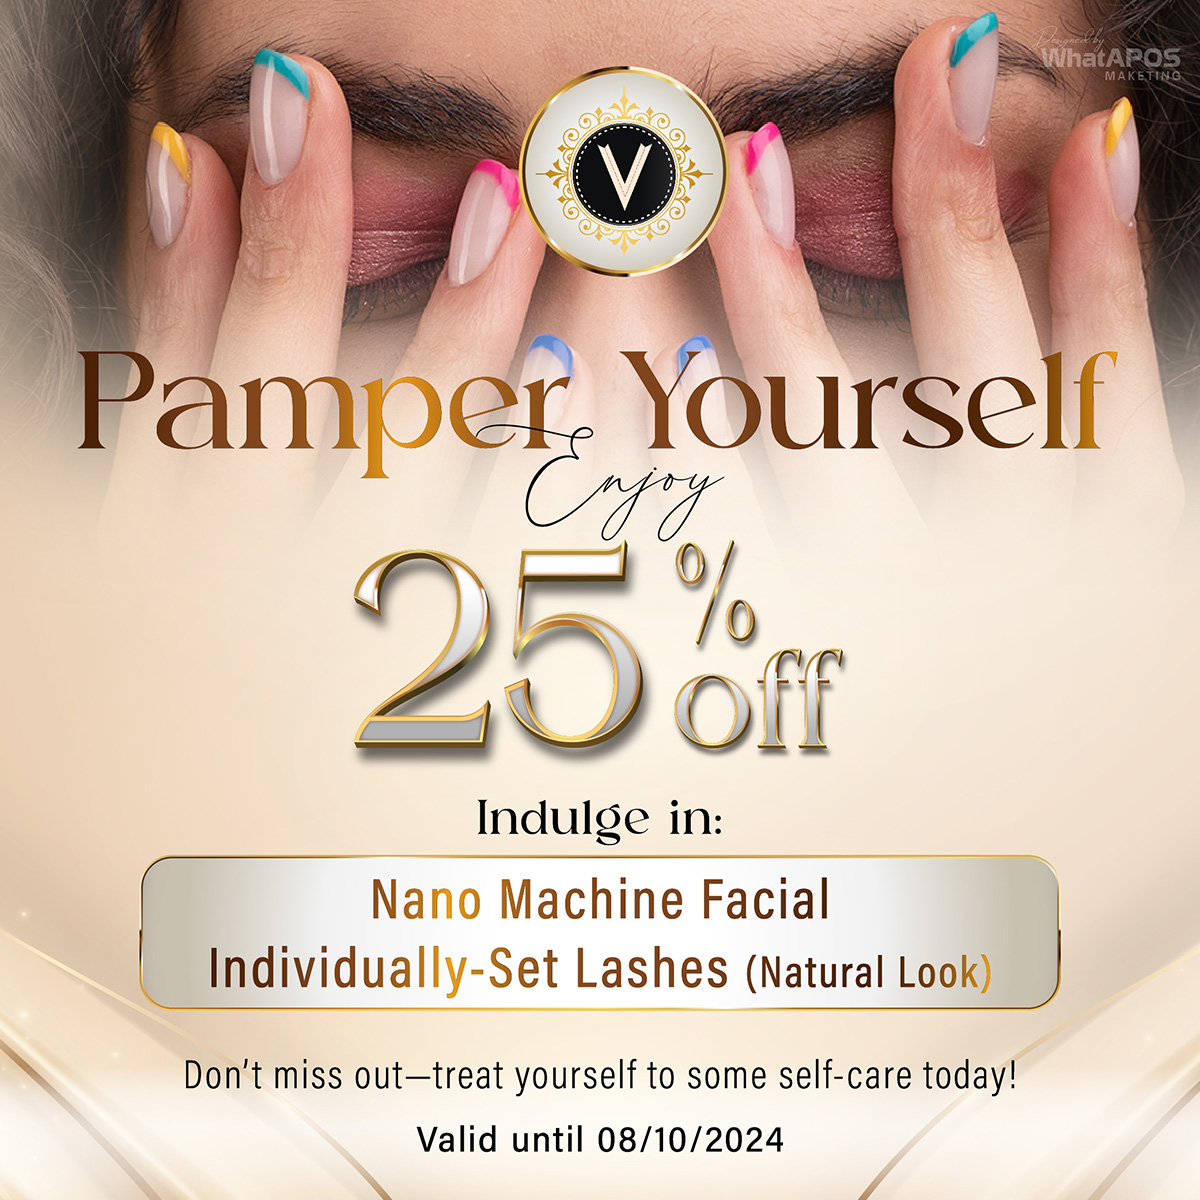 Designed by
WhatAPOS
MAKETING
V
Pamper Yourself
Enjoy
25% off
Indulge in:
Nano Machine Facial
Individually-Set Lashes (Natural Look)
Don't miss out—treat yourself to some self-care today!
Valid until 08/10/2024